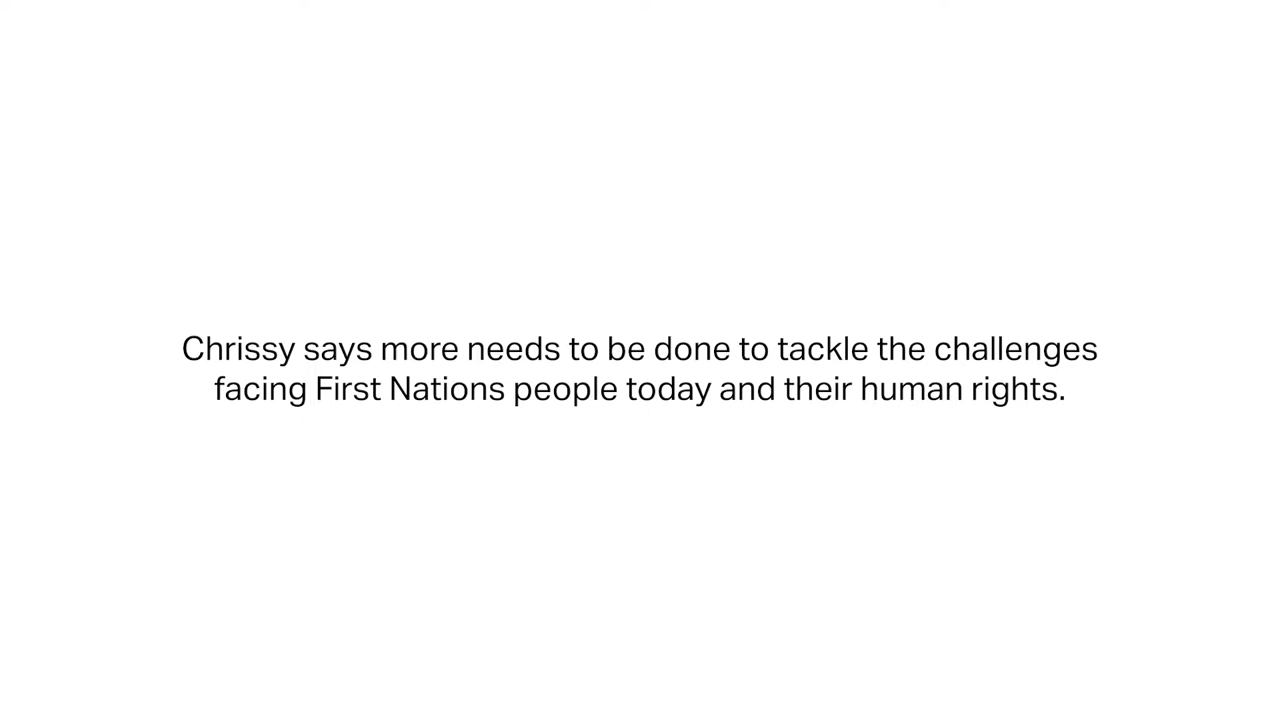 Chrissy says more needs to be done to tackle the challenges
facing First Nations people today and their human rights.